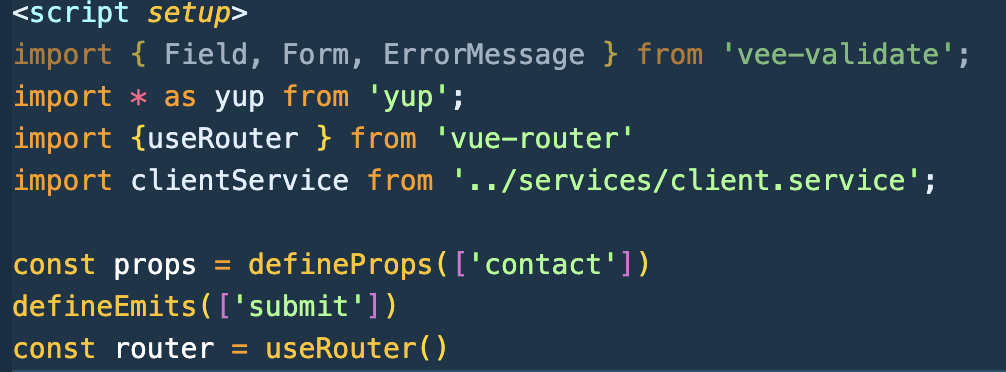 <script setup>
import { Field, Form, ErrorMessage } from 'vee-validate';
import * as yup from 'yup';
import {useRouter } from 'vue-router'
import clientService from '../services/client.service';
const props = defineProps(['contact'])
defineEmits(['submit'])
const router = useRouter()